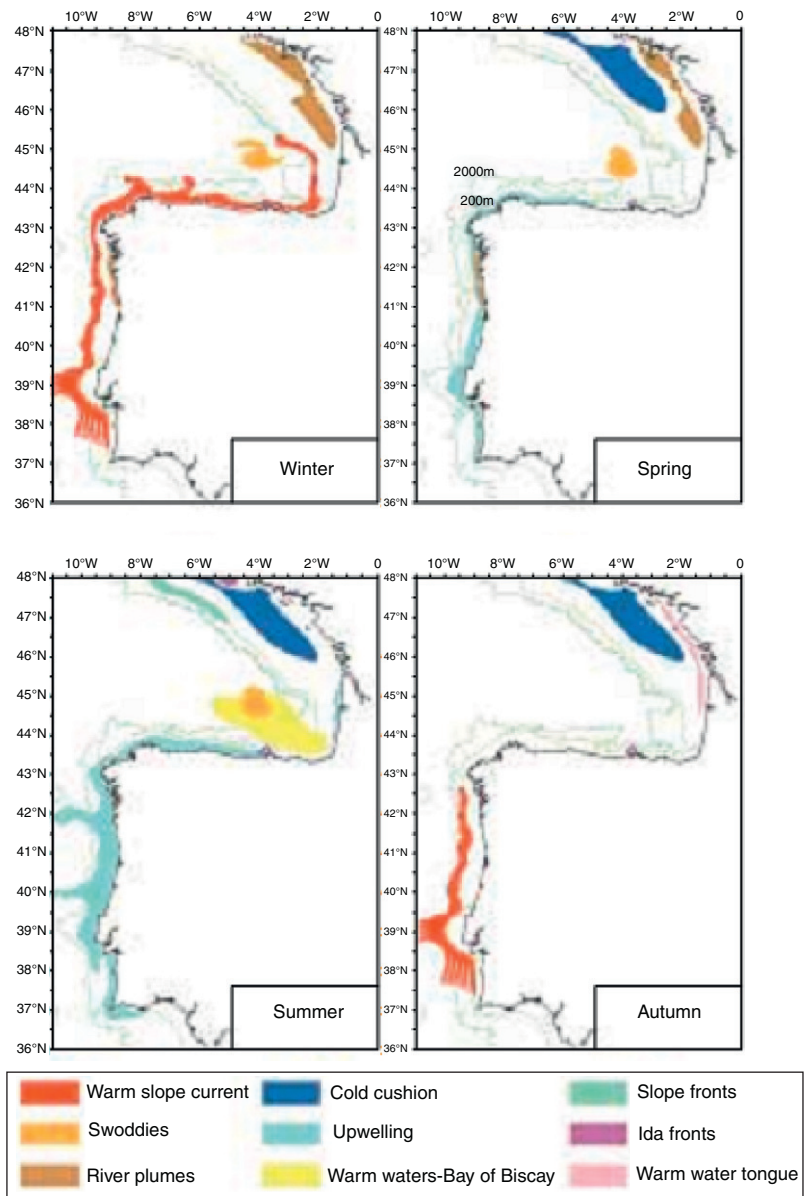 10°W 8°W 6°W 4°W 2°W 0
10°W 8°W 6°W 4°W 2°W 0
48°N
47°N
46°N
45°N
44°N
43°N
42°N
41°N
40°N
39°N
38°N
37°N
36°N
Winter
48°N
47°N
46°N
45°N
44°N
43°N
42°N
41°N
40°N
39°N
38°N
37°N
36°N
2000m
200m
Spring
10°W 8°W 6°W 4°W 2°W 0
10°W 8°W 6°W 4°W 2°W 0
48°N
47°N
46°N
45°N
44°N
43°N
42°N
41°N
40°N
39°N
38°N
37°N
36°N
Summer
48°N
47°N
46°N
45°N
44°N
43°N
42°N
41°N
40°N
39°N
38°N
37°N
36°N
Autumn
Warm slope current
Cold cushion
Slope fronts
Swoddies
Upwelling
Ida fronts
River plumes
Warm waters-Bay of Biscay
Warm water tongue